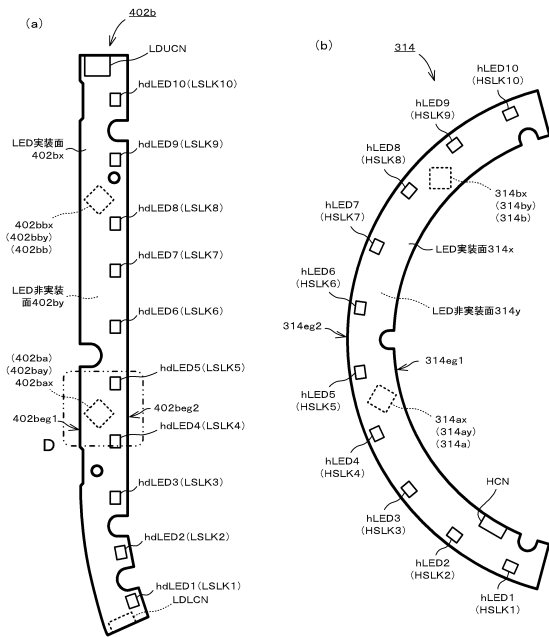 (a)
402b
LDUCN
hdLED10(LSLK10)
LED実装面
402bx
hdLED9(LSLK9)
402bbx
(402bby)
(402bb)
hdLED8(LSLK8)
hdLED7(LSLK7)
LED非実装
面402by
hdLED6(LSLK6)
(402ba)
(402bay)
402bax
hdLED5(LSLK5)
402beg1
402beg2
D
hdLED4(LSLK4)
hdLED3(LSLK3)
hdLED2(LSLK2)
hdLED1(LSLK1)
LDLCN
(b)
314
hLED10
(HSLK10)
hLED9
(HSLK9)
hLED8
(HSLK8)
314bx
(314by)
(314b)
hLED7
(HSLK7)
LED実装面314x
hLED6
(HSLK6)
LED非実装面314y
314eg2
314eg1
hLED5
(HSLK5)
314ax
(314ay)
(314a)
hLED4
(HSLK4)
HCN
hLED3
(HSLK3)
hLED2
(HSLK2)
hLED1
(HSLK1)